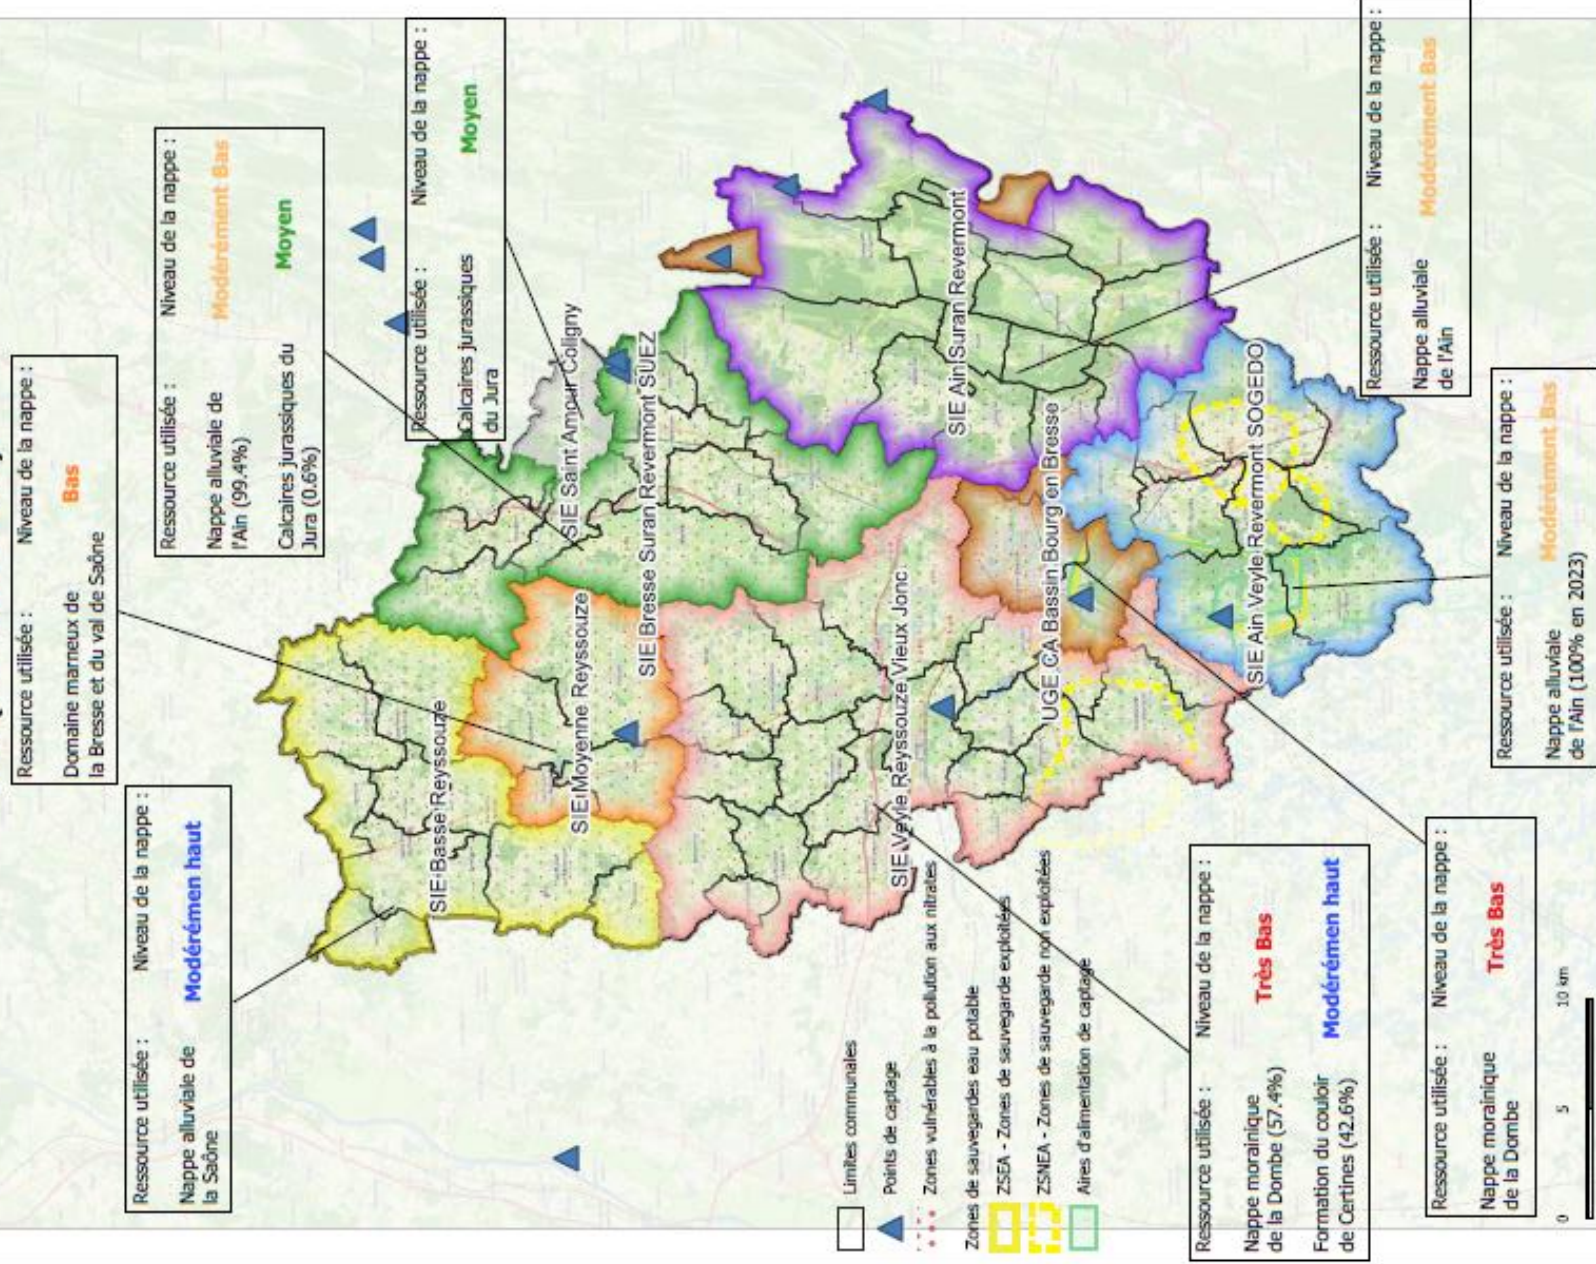 Ressource utilisée :
Niveau de la nappe :
Nappe alluviale de
la Saône
Modérémen haut
Ressource utilisée :
Niveau de la nappe :
Domaine marneux de
la Bresse et du val de Saône
Bas
Ressource utilisée :
Niveau de la nappe :
Nappe alluviale de
l'Ain (99.4%)
Modérément Bas
Calcaires jurassiques du
Jura (0.6%)
Moyen
Ressource utilisée :
Niveau de la nappe :
Calcaires jurassiques
du Jura
Moyen
SIE Basse Reyssouze
SIE Moyenne Reyssouze
SIE Saint Amour Coligny
SIE Bresse Suran Revermont SUEZ
SIE Veyle Reyssouze Vieux Jonc
SIE Ain Suran Revermont
UGE CA Bassin Bourg en Bresse
SIE Ain Veyle Revermont SOGEDO
Limites communales
Points de captage
Zones vulnérables à la pollution aux nitrates
Zones de sauvegardes eau potable
ZSEA - Zones de sauvegarde exploitées
ZSNEA - Zones de sauvegarde non exploitées
Aires d'alimentation de captage
Ressource utilisée :
Niveau de la nappe :
Nappe morainique
de la Dombe (57.4%)
Très Bas
Formation du couloir
de Certines (42.6%)
Modérémen haut
Ressource utilisée :
Niveau de la nappe :
Nappe morainique
de la Dombe
Très Bas
Ressource utilisée :
Niveau de la nappe :
Nappe alluviale
de l'Ain (100% en 2023)
Modérément Bas
Ressource utilisée :
Niveau de la nappe :
Nappe alluviale
de l'Ain
Modérément Bas
0
5
10 km